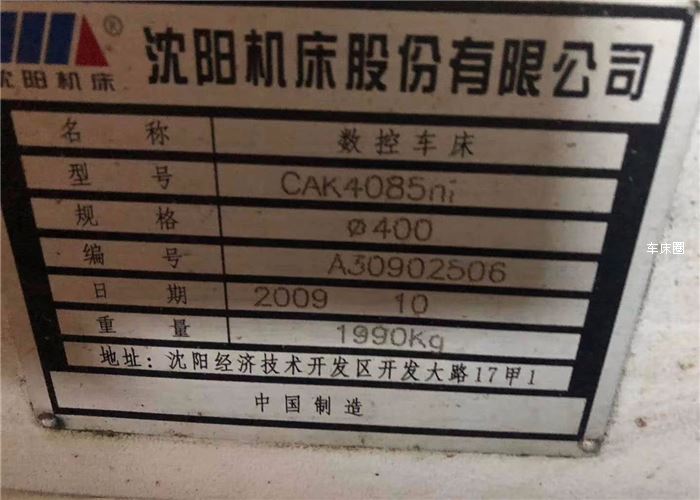 沈阳机床股份有限公司
®
沈阳机床
名 称 数控车床
型 号 CAK4085ni
规 格 ø400
编 号 A30902506
日 期 2009 10
重 量 1990Kg
地址: 沈阳经济技术开发区开发大路17甲1
中国制造
车床圈